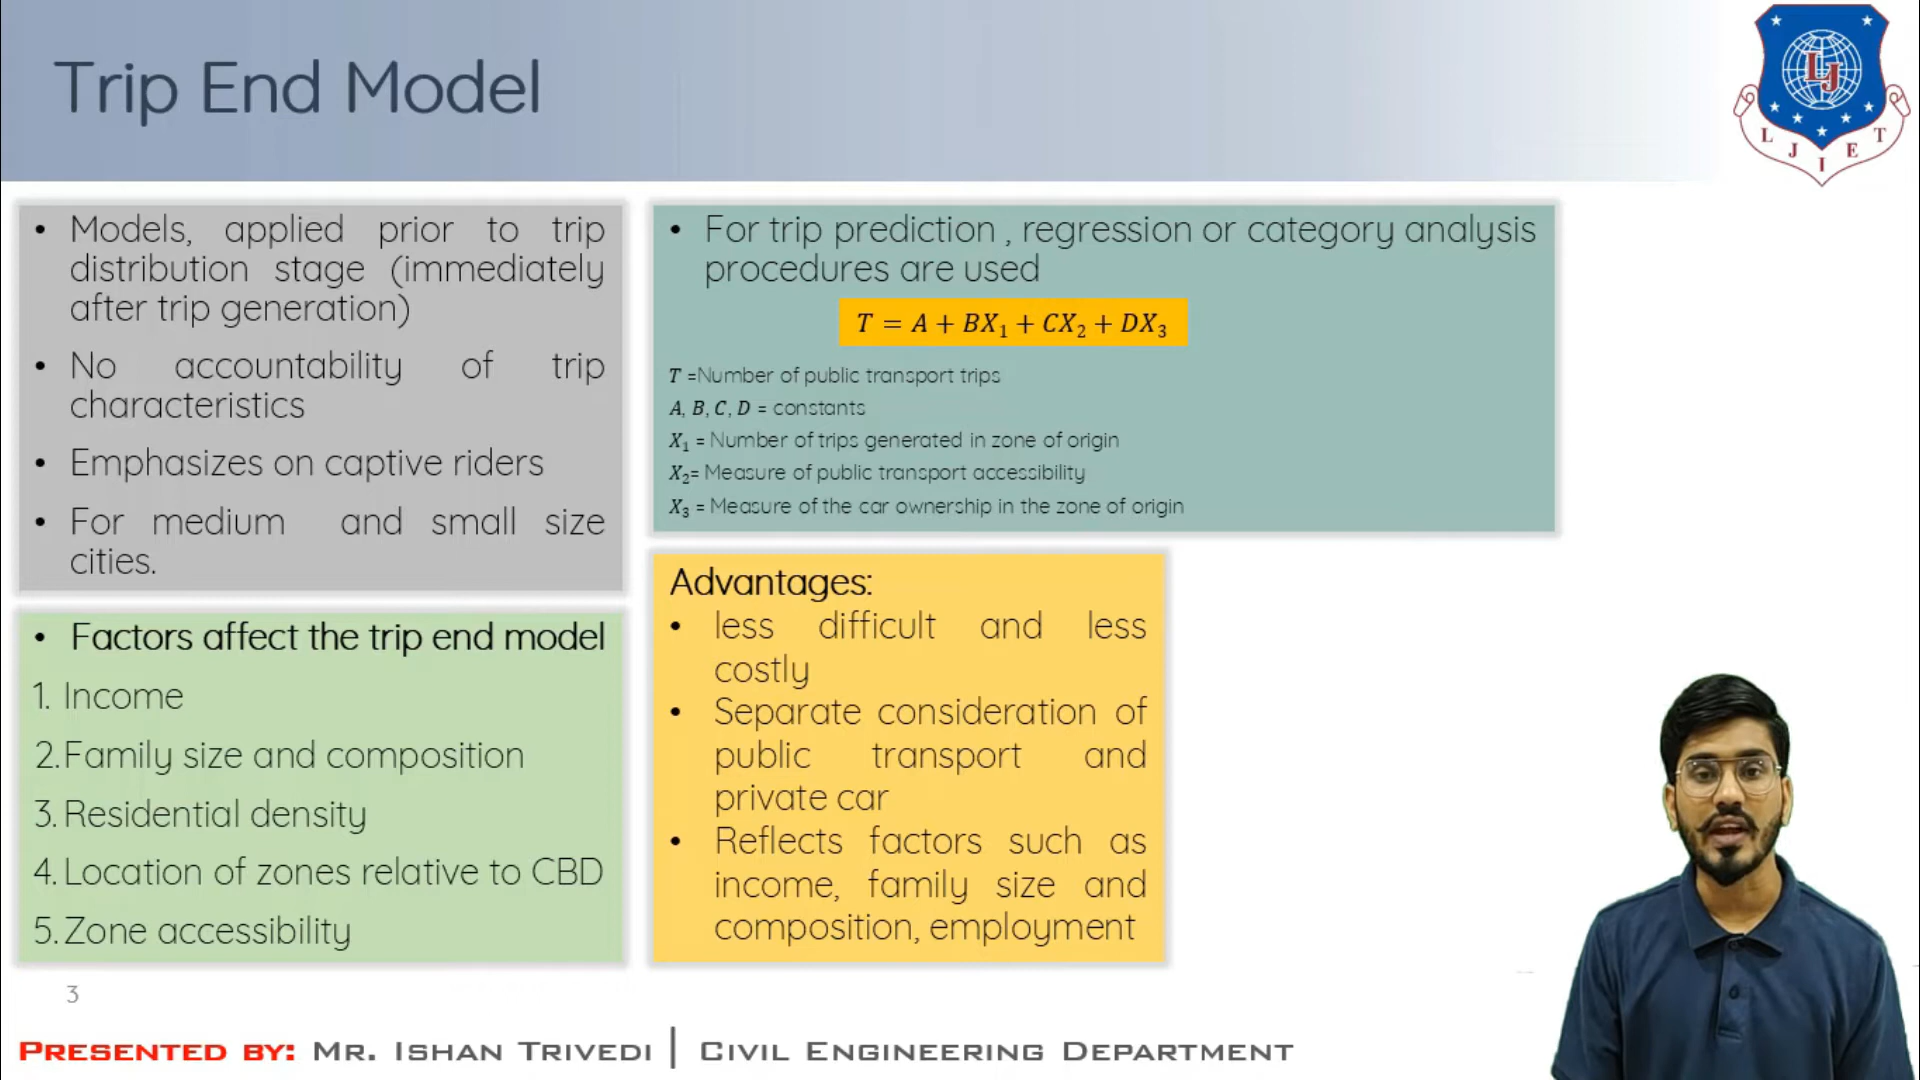 Trip End Model
LJ
L J I E T
• Models, applied prior to trip
distribution stage (immediately
after trip generation)
• No accountability of trip
characteristics
• Emphasizes on captive riders
• For medium and small size
cities.
• Factors affect the trip end model
1. Income
2. Family size and composition
3. Residential density
4. Location of zones relative to CBD
5. Zone accessibility
• For trip prediction , regression or category analysis
procedures are used
T = A + BX₁ + CX₂ + DX₃
T =Number of public transport trips
A, B, C, D = constants
X₁ = Number of trips generated in zone of origin
X₂= Measure of public transport accessibility
X₃ = Measure of the car ownership in the zone of origin
Advantages:
• less difficult and less
costly
• Separate consideration of
public transport and
private car
• Reflects factors such as
income, family size and
composition, employment
3
PRESENTED BY: MR. ISHAN TRIVEDI | CIVIL ENGINEERING DEPARTMENT